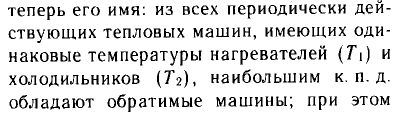 теперь его имя: из всех периодически дей-
ствующих тепловых машин, имеющих оди-
наковые температуры нагревателей (T₁) и
холодильников (T₂), наибольшим к. п. д.
обладают обратимые машины; при этом